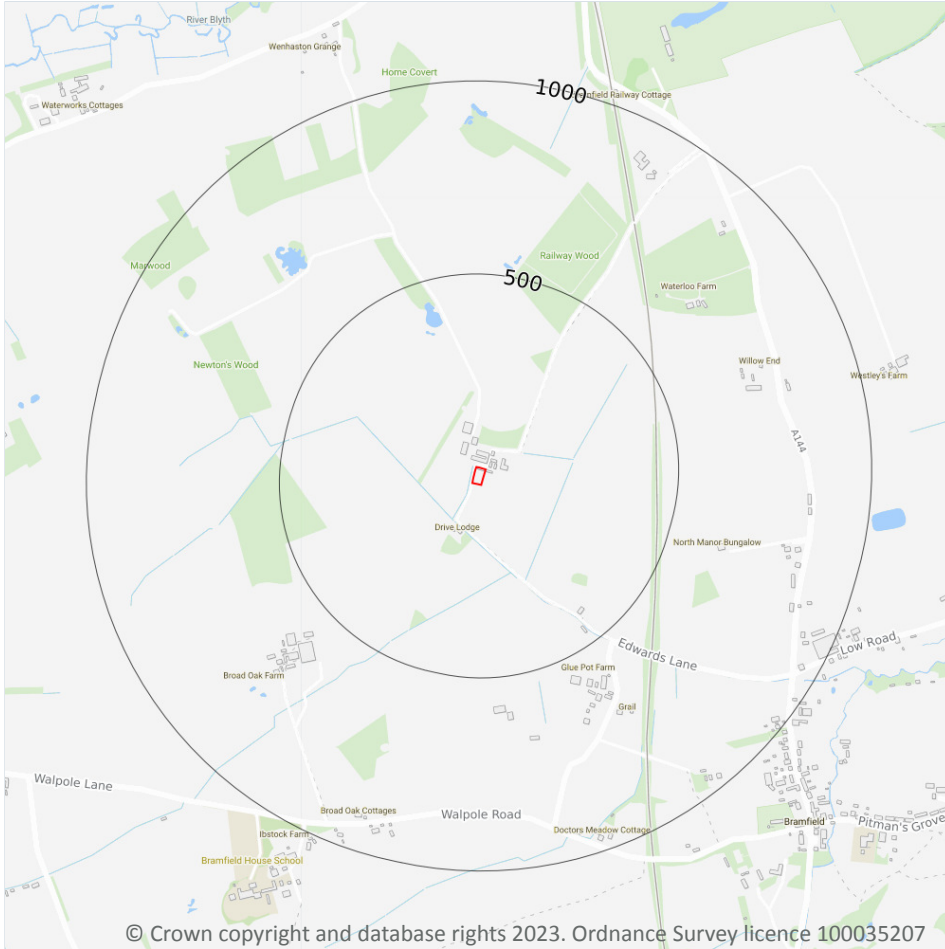 River Blyth
Wenhaston Grange
Home Covert
Waterworks Cottages
1000
Railway Cottage
Marwood
Railway Wood
500
Waterloo Farm
Newton's Wood
Willow End
Westley's Farm
A144
Drive Lodge
North Manor Bungalow
Edwards Lane
Low Road
Broad Oak Farm
Glue Pot Farm
Grail
Walpole Lane
Broad Oak Cottages
Walpole Road
Ibstock Farm
Doctors Meadow Cottage
Bramfield
Pitman's Grove
Bramfield House School
© Crown copyright and database rights 2023. Ordnance Survey licence 100035207